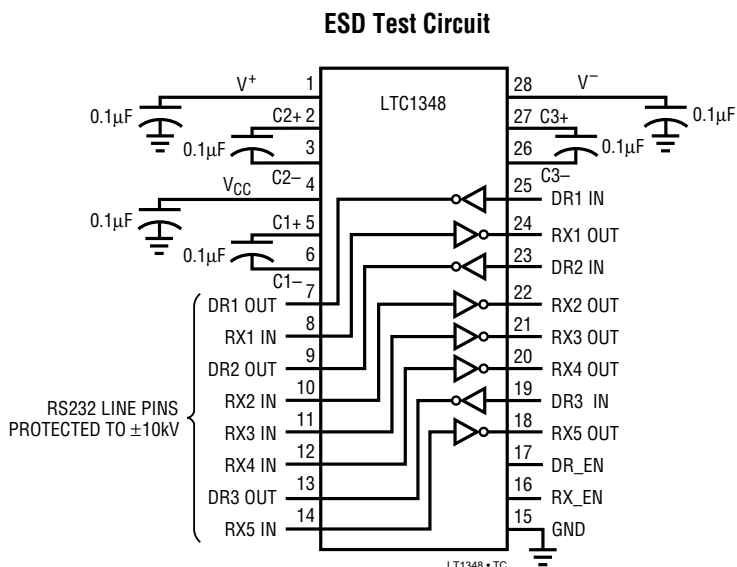 ESD Test Circuit
LTC1348
V+
1
0.1µF
C2+ 2
0.1µF
3
C2–
4
VCC
0.1µF
C1+ 5
0.1µF
6
C1–
7
DR1 OUT
8
RX1 IN
9
DR2 OUT
10
RX2 IN
11
RX3 IN
12
RX4 IN
13
DR3 OUT
14
RX5 IN
RS232 LINE PINS
PROTECTED TO ±10kV
28
V–
0.1µF
27 C3+
0.1µF
26
C3–
25
DR1 IN
24
RX1 OUT
23
DR2 IN
22
RX2 OUT
21
RX3 OUT
20
RX4 OUT
19
DR3 IN
18
RX5 OUT
17
DR_EN
16
RX_EN
15
GND
LT1348 • TC